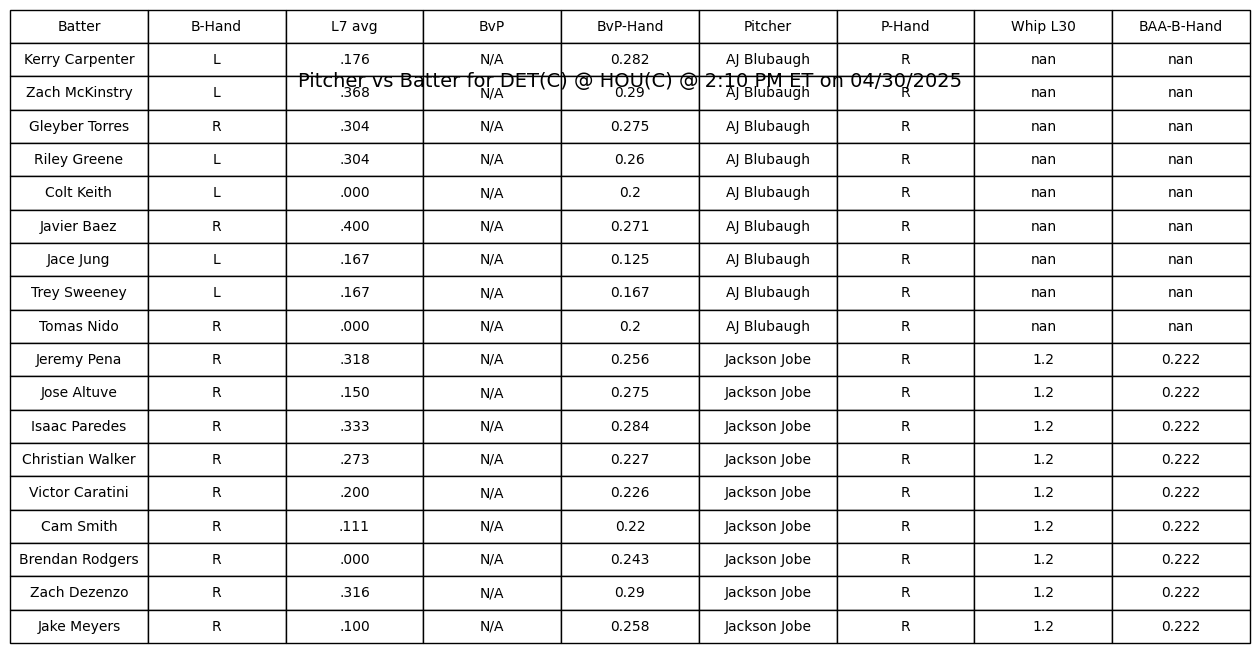 Batter B-Hand L7 avg BvP BvP-Hand Pitcher P-Hand Whip L30 BAA-B-Hand
Kerry Carpenter L .176 N/A 0.282 AJ Blubaugh R nan nan
Pitcher vs Batter for DET(C) @ HOU(C) @ 2:10 PM ET on 04/30/2025
Zach McKinstry L .368 N/A 0.29 AJ Blubaugh R nan nan
Gleyber Torres R .304 N/A 0.275 AJ Blubaugh R nan nan
Riley Greene L .304 N/A 0.26 AJ Blubaugh R nan nan
Colt Keith L .000 N/A 0.2 AJ Blubaugh R nan nan
Javier Baez R .400 N/A 0.271 AJ Blubaugh R nan nan
Jace Jung L .167 N/A 0.125 AJ Blubaugh R nan nan
Trey Sweeney L .167 N/A 0.167 AJ Blubaugh R nan nan
Tomas Nido R .000 N/A 0.2 AJ Blubaugh R nan nan
Jeremy Pena R .318 N/A 0.256 Jackson Jobe R 1.2 0.222
Jose Altuve R .150 N/A 0.275 Jackson Jobe R 1.2 0.222
Isaac Paredes R .333 N/A 0.284 Jackson Jobe R 1.2 0.222
Christian Walker R .273 N/A 0.227 Jackson Jobe R 1.2 0.222
Victor Caratini R .200 N/A 0.226 Jackson Jobe R 1.2 0.222
Cam Smith R .111 N/A 0.22 Jackson Jobe R 1.2 0.222
Brendan Rodgers R .000 N/A 0.243 Jackson Jobe R 1.2 0.222
Zach Dezenzo R .316 N/A 0.29 Jackson Jobe R 1.2 0.222
Jake Meyers R .100 N/A 0.258 Jackson Jobe R 1.2 0.222